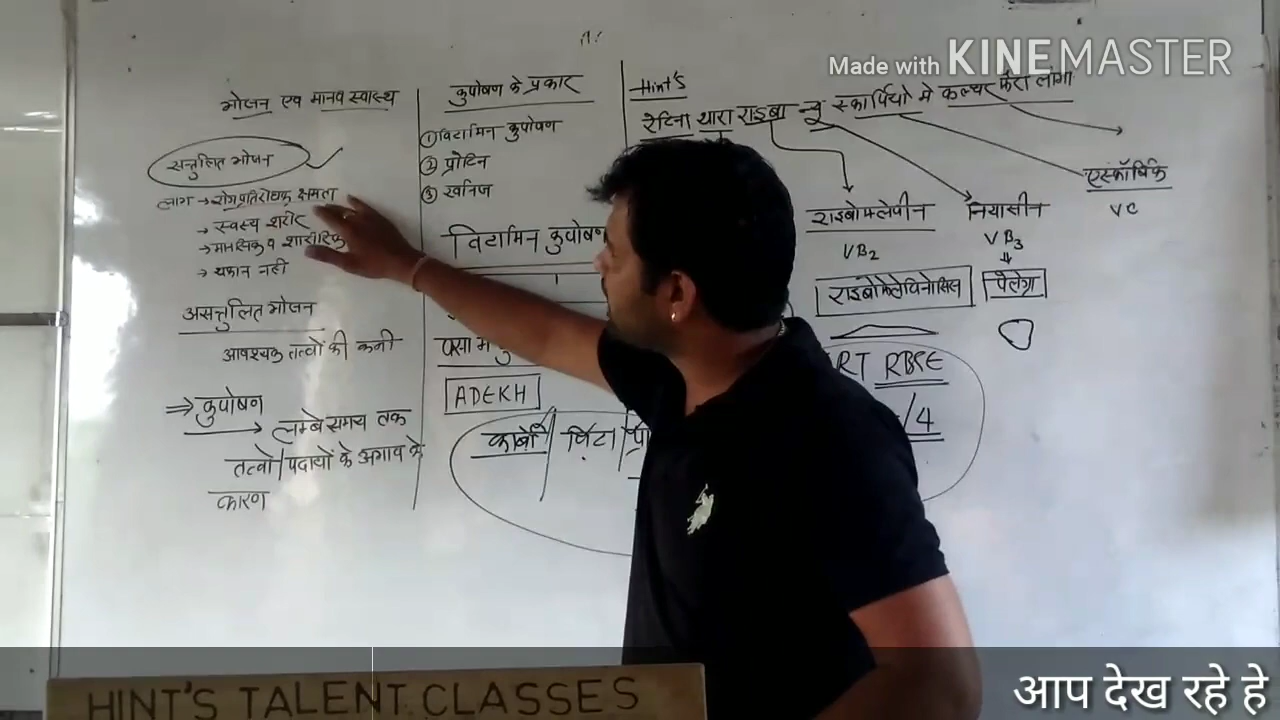 Made with KINEMASTER
भोजन एवं मानव स्वास्थ्य
सन्तुलित भोजन
लाभ → रोगप्रतिरोधक क्षमता
→ स्वस्थ शरीर
→ मानसिक व शारीरिक
→ थकान नही
असन्तुलित भोजन
आवश्यक तत्वों की कमी
⇒ कुपोषण
→ लम्बे समय तक
तत्वों/पदार्थो के अभाव के
कारण
कुपोषण के प्रकार
① विटामिन कुपोषण
② प्रोटिन
③ खनिज
विटामिन कुपोषण
वसा में
ADEKH
कार्बो विटा
Hint'S
रेटिना थारा राइबा न्यू स्कार्पियो मे कल्चर फेरा लांगा
राइबोफ्लेवीन
VB2
राइबोफ्लेविनोसिस
नियासीन
VB3
पैलेग्रा
एस्कॉर्बिक
VC
RT RBSE
/4
HINT'S TALENT CLASSES
आप देख रहे हे